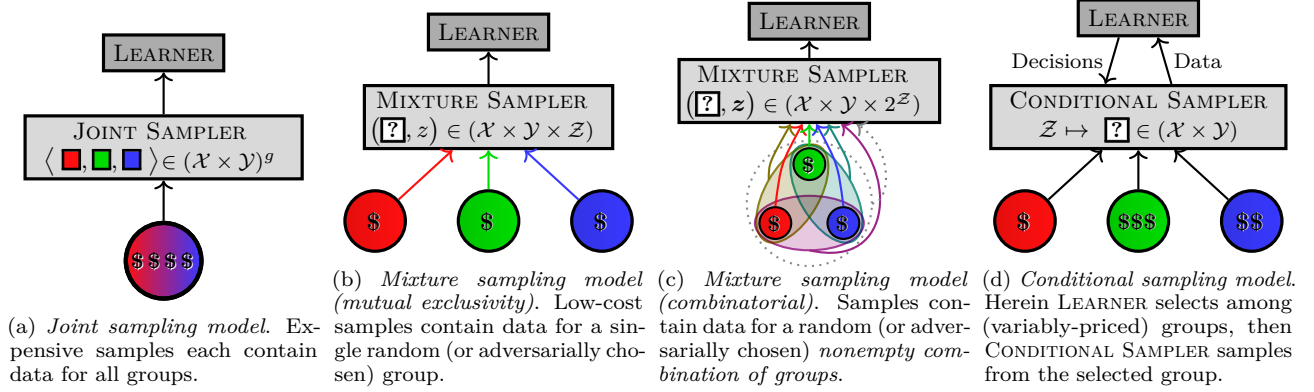 LEARNER
JOINT SAMPLER
⟨ , , ⟩ ∈ (𝒳 × 𝒴)^g
$ $ $ $
(a) Joint sampling model. Ex-
pensive samples each contain
data for all groups.
LEARNER
MIXTURE SAMPLER
(?, z) ∈ (𝒳 × 𝒴 × 𝒵)
$ $ $
(b) Mixture sampling model
(mutual exclusivity). Low-cost
samples contain data for a sin-
gle random (or adversarially cho-
sen) group.
LEARNER
MIXTURE SAMPLER
(?, z) ∈ (𝒳 × 𝒴 × 2^𝒵)
$
$ $
(c) Mixture sampling model
(combinatorial). Samples con-
tain data for a random (or adver-
sarially chosen) nonempty com-
bination of groups.
LEARNER
Decisions Data
CONDITIONAL SAMPLER
𝒵 ↦ ? ∈ (𝒳 × 𝒴)
$ $$$ $$
(d) Conditional sampling model.
Herein LEARNER selects among
(variably-priced) groups, then
CONDITIONAL SAMPLER samples
from the selected group.